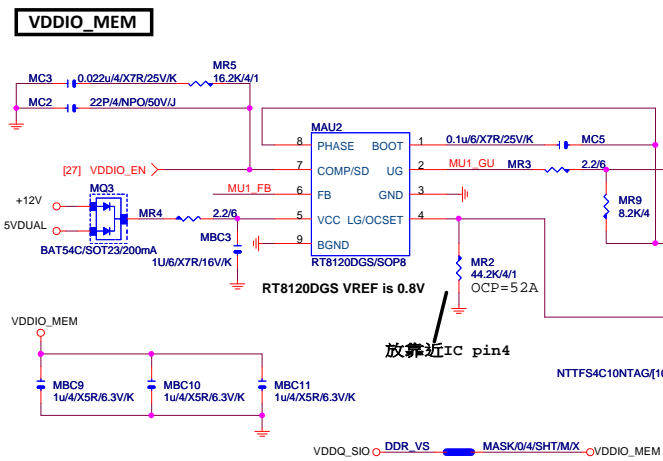 VDDIO_MEM
MC3 0.022u/4/X7R/25V/K
MR5
16.2K/4/1
MC2 22P/4/NPO/50V/J
MAU2
8 PHASE BOOT 1 0.1u/6/X7R/25V/K MC5
[27] VDDIO_EN 7 COMP/SD UG 2 MU1_GU MR3 2.2/6
MQ3 MU1_FB 6 FB GND 3
+12V
5VDUAL
MR4 2.2/6 5 VCC LG/OCSET 4
MR9
8.2K/4
BAT54C/SOT23/200mA
MBC3
1U/6/X7R/16V/K
9 BGND
RT8120DGS/SOP8
MR2
44.2K/4/1
OCP=52A
RT8120DGS VREF is 0.8V
放靠近IC pin4
VDDIO_MEM
MBC9
1u/4/X5R/6.3V/K
MBC10
1u/4/X5R/6.3V/K
MBC11
1u/4/X5R/6.3V/K
NTTFS4C10NTAG/[10
VDDQ_SIO DDR_VS MASK/0/4/SHT/M/X VDDIO_MEM